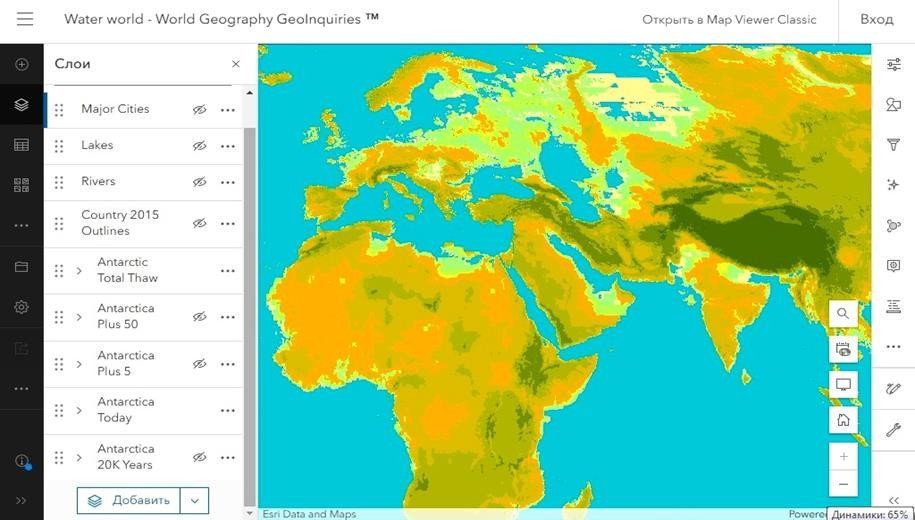 Water world - World Geography GeoInquiries ™
Открыть в Map Viewer Classic
Вход
Слои
Major Cities
Lakes
Rivers
Country 2015
Outlines
Antarctic
Total Thaw
Antarctica
Plus 50
Antarctica
Plus 5
Antarctica
Today
Antarctica
20K Years
Добавить
Esri Data and Maps
Powere
Динамики: 65%